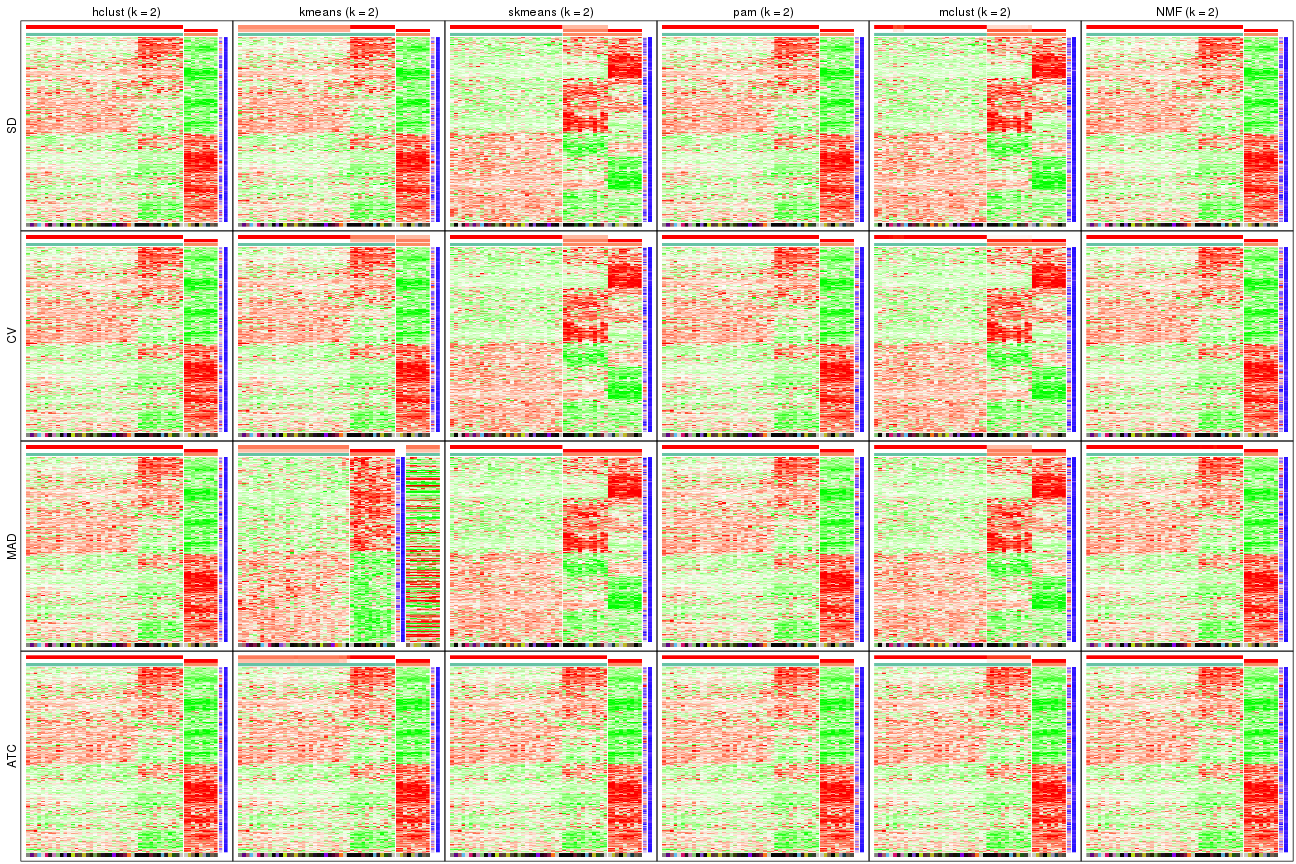 hclust (k = 2) kmeans (k = 2) skmeans (k = 2) pam (k = 2) mclust (k = 2) NMF (k = 2)
SD
CV
MAD
ATC